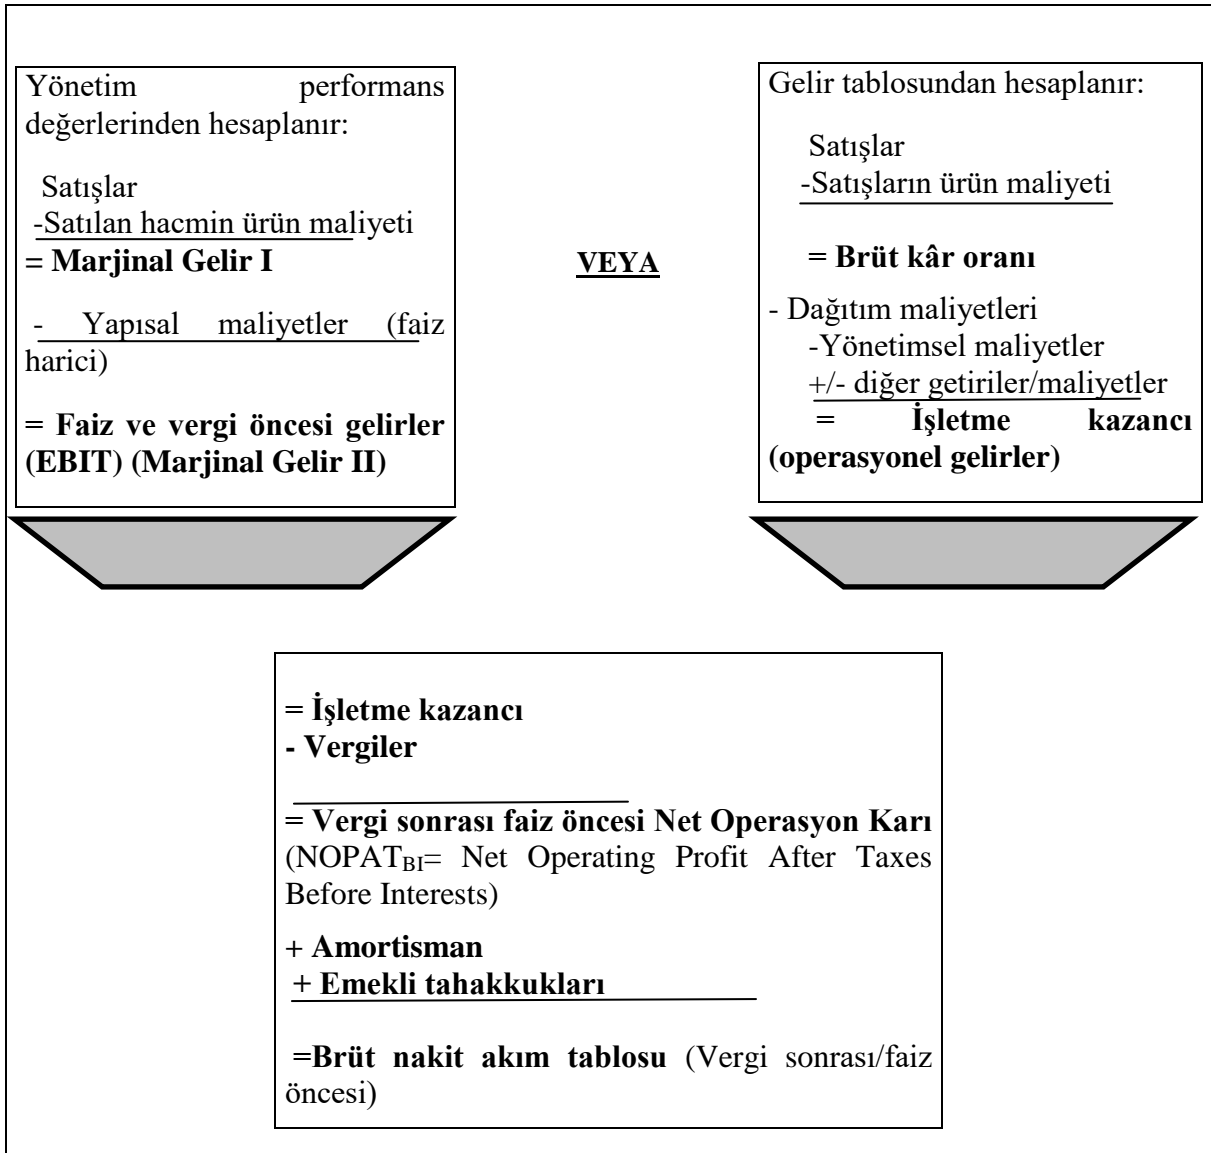 Yönetim performans
değerlerinden hesaplanır:
Satışlar
-Satılan hacmin ürün maliyeti
= Marjinal Gelir I
- Yapısal maliyetler (faiz
harici)
= Faiz ve vergi öncesi gelirler
(EBIT) (Marjinal Gelir II)
VEYA
Gelir tablosundan hesaplanır:
Satışlar
-Satışların ürün maliyeti
= Brüt kâr oranı
- Dağıtım maliyetleri
-Yönetimsel maliyetler
+/- diğer getiriler/maliyetler
= İşletme kazancı
(operasyonel gelirler)
= İşletme kazancı
- Vergiler
= Vergi sonrası faiz öncesi Net Operasyon Karı
(NOPATBI= Net Operating Profit After Taxes
Before Interests)
+ Amortisman
+ Emekli tahakkukları
=Brüt nakit akım tablosu (Vergi sonrası/faiz
öncesi)